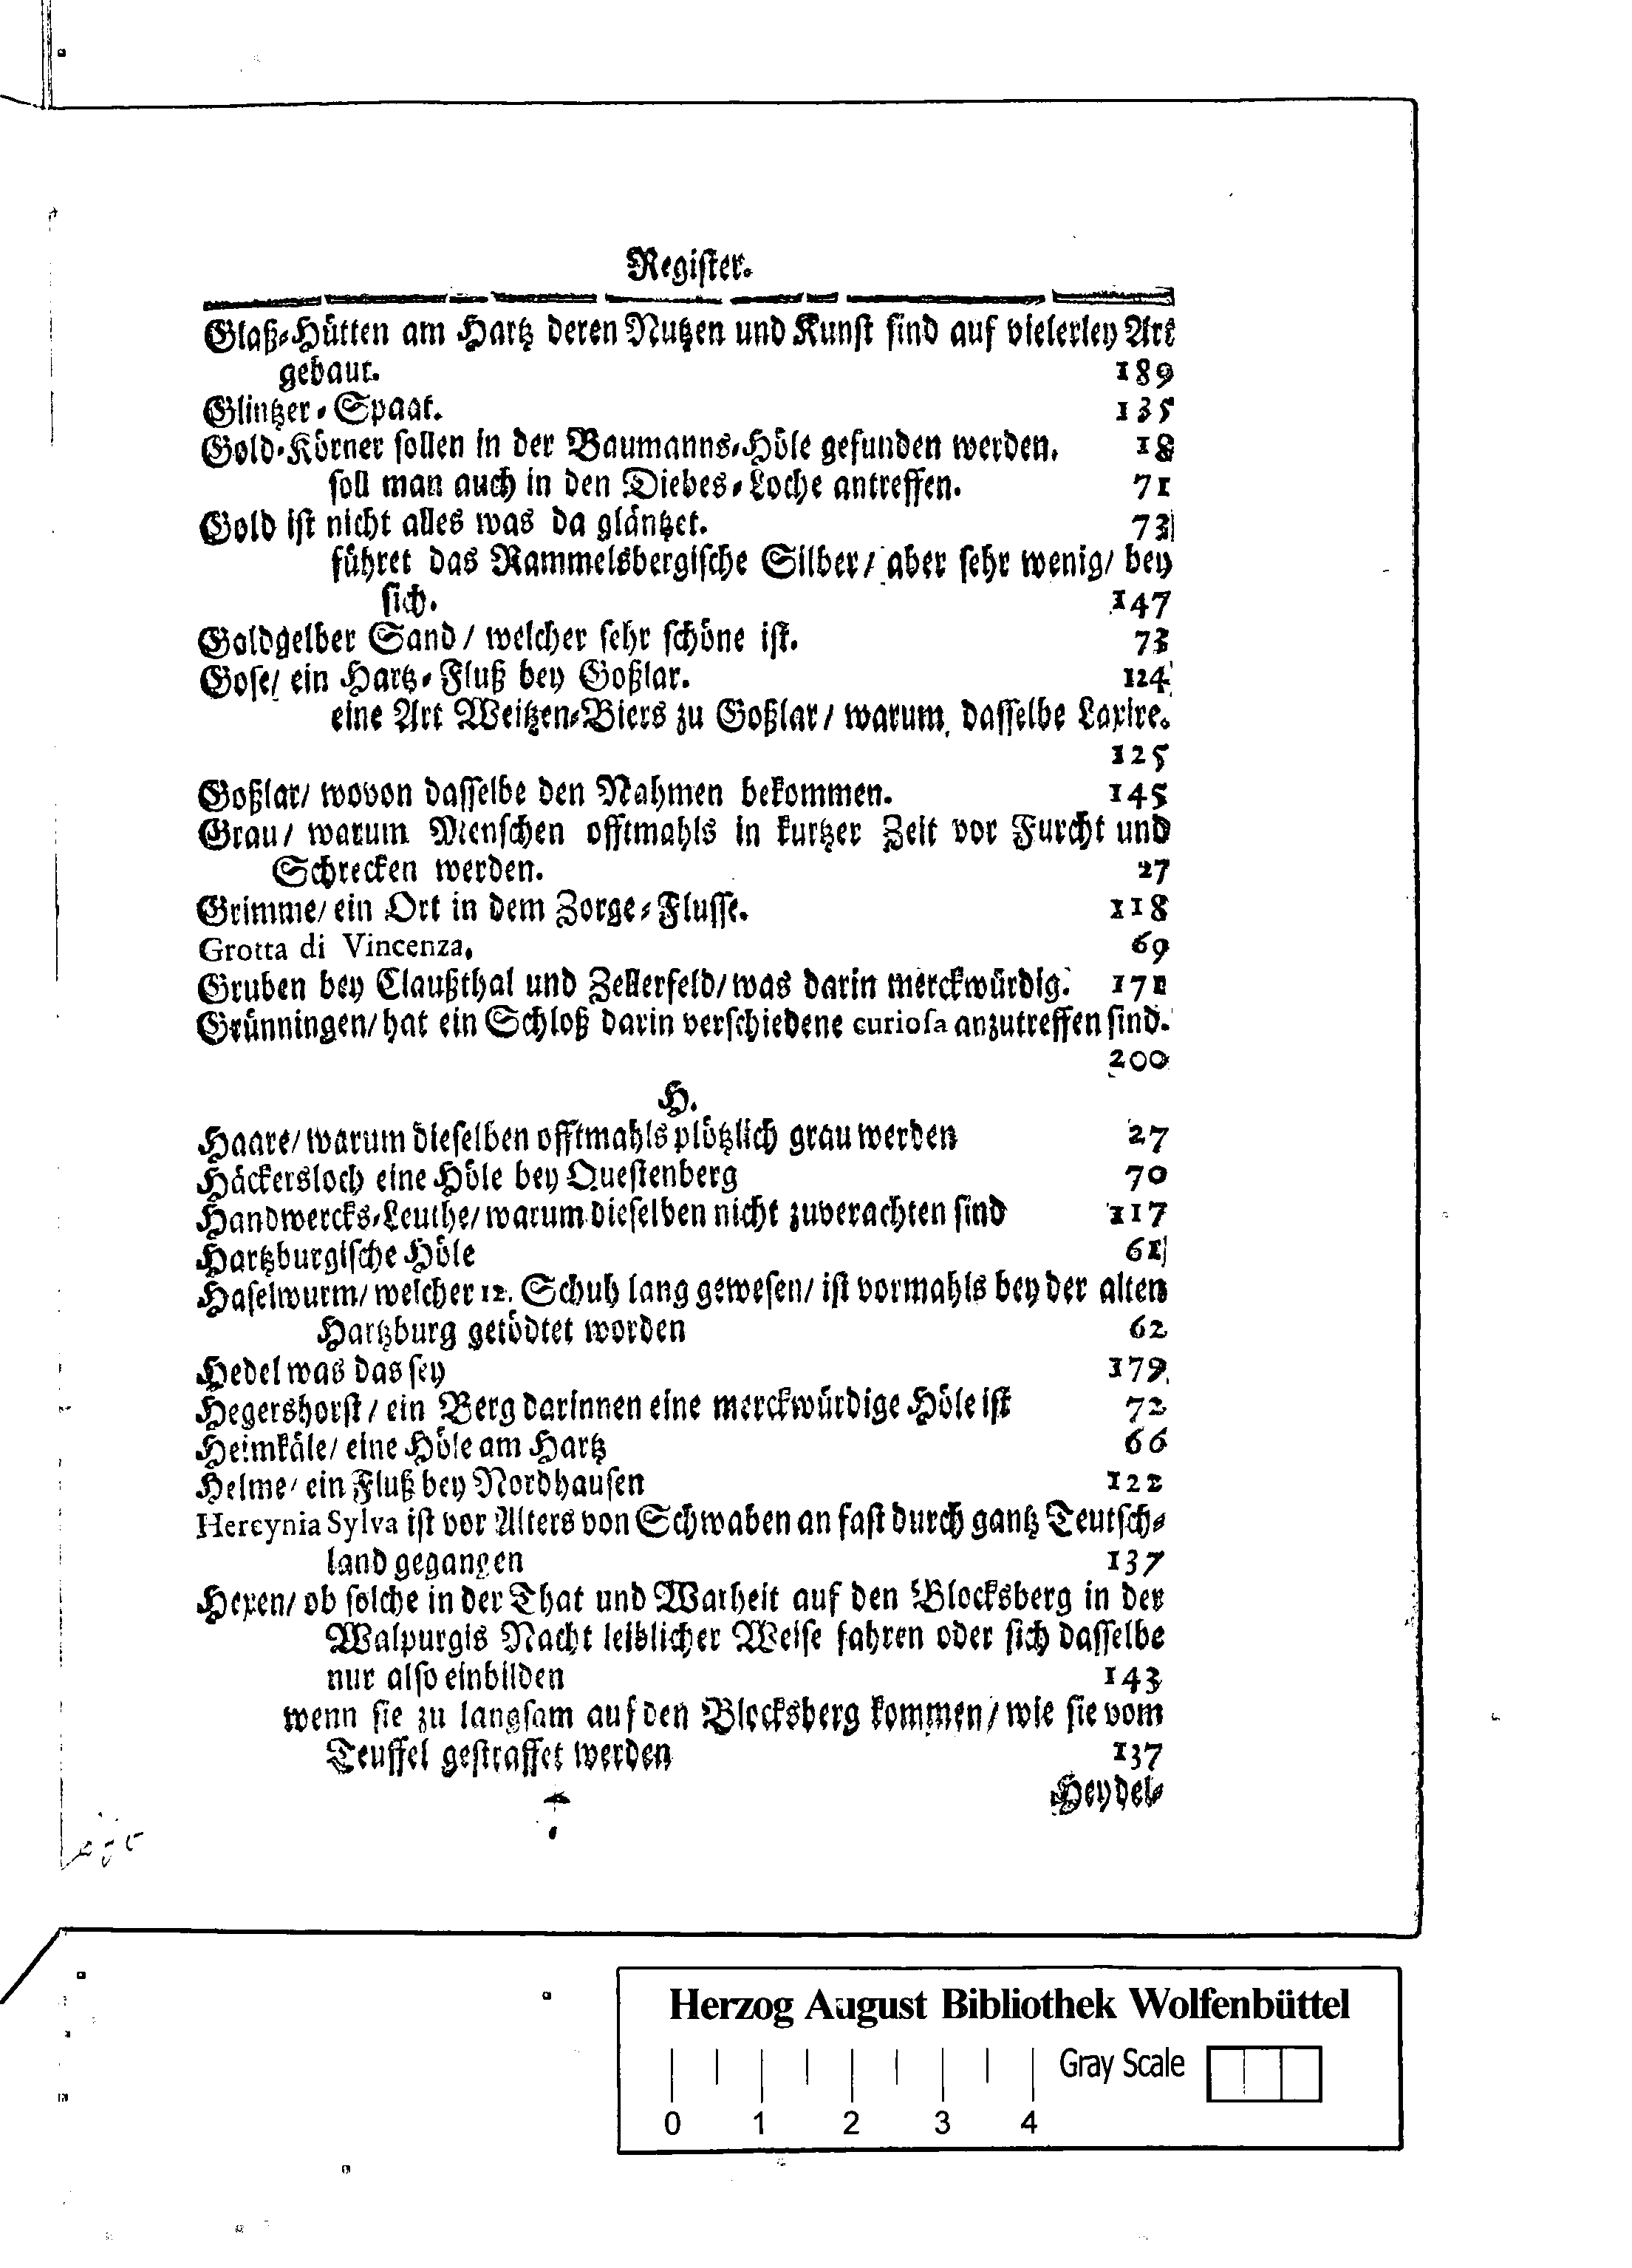 Register.
Glaß-Hütten am Hartz deren Nutzen und Kunst sind auf vielerley Art
gebaut. 189
Glintzer-Spaat. 135
Gold-Körner sollen in der Baumanns-Höle gefunden werden. 18
soll man auch in den Diebes-Loche antreffen. 71
Gold ist nicht alles was da gläntzet. 73
führet das Rammelsbergische Silber/ aber sehr wenig/ bey
sich. 147
Goldgelber Sand/ welcher sehr schöne ist. 73
Gose/ ein Hartz-Fluß bey Goßlar. 124
eine Art Weitzen-Biers zu Goßlar/ warum dasselbe Laxire.
125
Goßlar/ wovon dasselbe den Nahmen bekommen. 145
Grau/ warum Menschen offtmahls in kurtzer Zeit vor Furcht und
Schrecken werden. 27
Grimme/ ein Ort in dem Zorge-Flusse. 118
Grotta di Vincenza. 69
Gruben bey Claußthal und Zellerfeld/ was darin merckwürdig. 171
Grünningen/ hat ein Schloß darin verschiedene curiosa anzutreffen sind.
200
H.
Haare/ warum dieselben offtmahls plötzlich grau werden 27
Häckersloch eine Höle bey Questenberg 70
Handwercks-Leuthe/ warum dieselben nicht zuverachten sind 117
Hartzburgische Höle 61
Haselwurm/ welcher 12. Schuh lang gewesen/ ist vormahls bey der alten
Hartzburg getödtet worden 62
Hedel was das sey 179
Hegershorst/ ein Berg darinnen eine merckwürdige Höle ist 72
Heimkäle/ eine Höle am Hartz 66
Helme/ ein Fluß bey Nordhausen 122
Hercynia Sylva ist vor Alters von Schwaben an fast durch gantz Teutsch-
land gegangen 137
Hexen/ ob solche in der That und Warheit auf den Blocksberg in der
Walpurgis Nacht leiblicher Weise fahren oder sich dasselbe
nur also einbilden 143
wenn sie zu langsam auf den Blocksberg kommen/ wie sie vom
Teuffel gestraffet werden 137
Heydel-
Herzog August Bibliothek Wolfenbüttel
Gray Scale
0 1 2 3 4